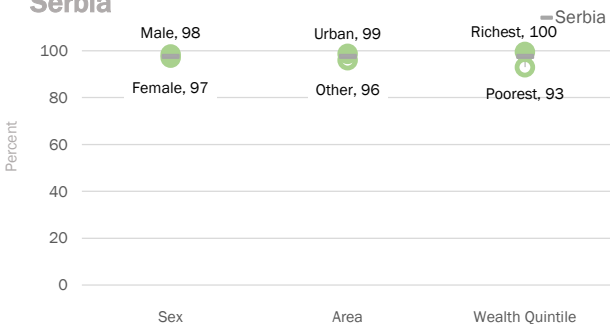 Serbia
Serbia
Male, 98
Urban, 99
Richest, 100
Female, 97
Other, 96
Poorest, 93
Percent
100
80
60
40
20
0
Sex
Area
Wealth Quintile